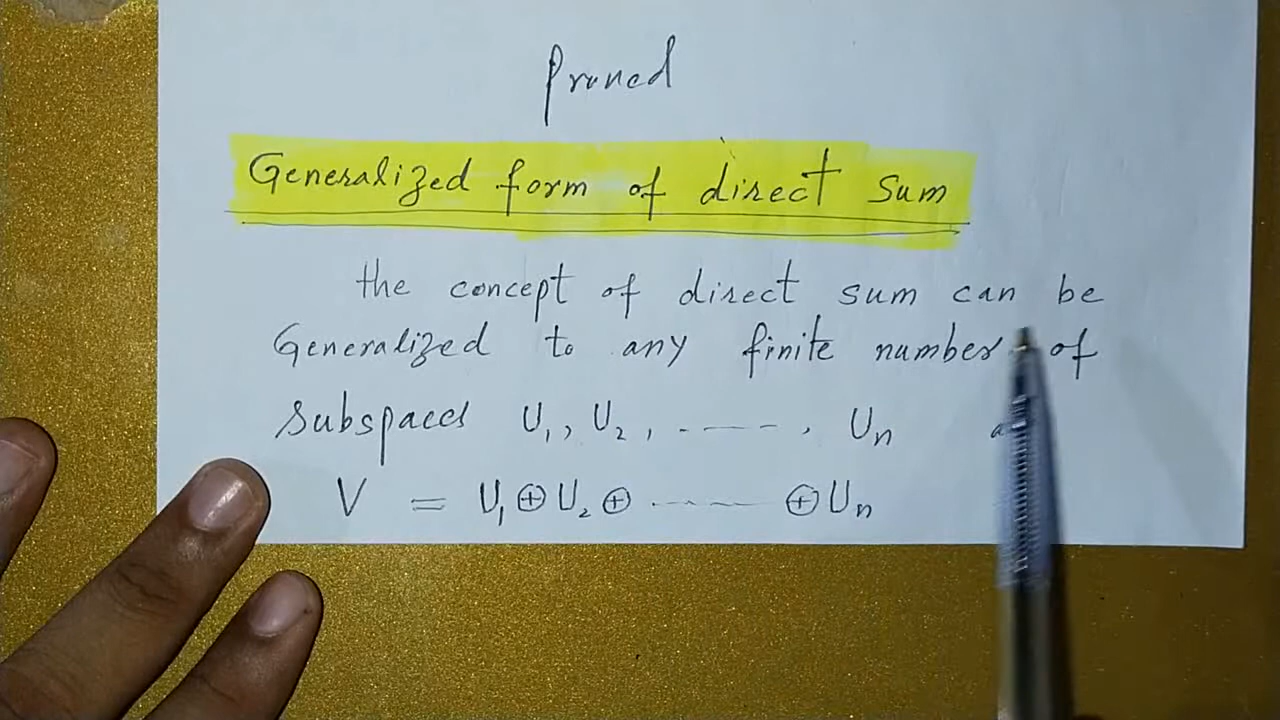 Proved
Generalized form of direct sum
the concept of direct sum can be
Generalized to any finite number of
subspaces U₁, U₂, ------, Uₙ
V = U₁⊕U₂⊕ ------- ⊕Uₙ